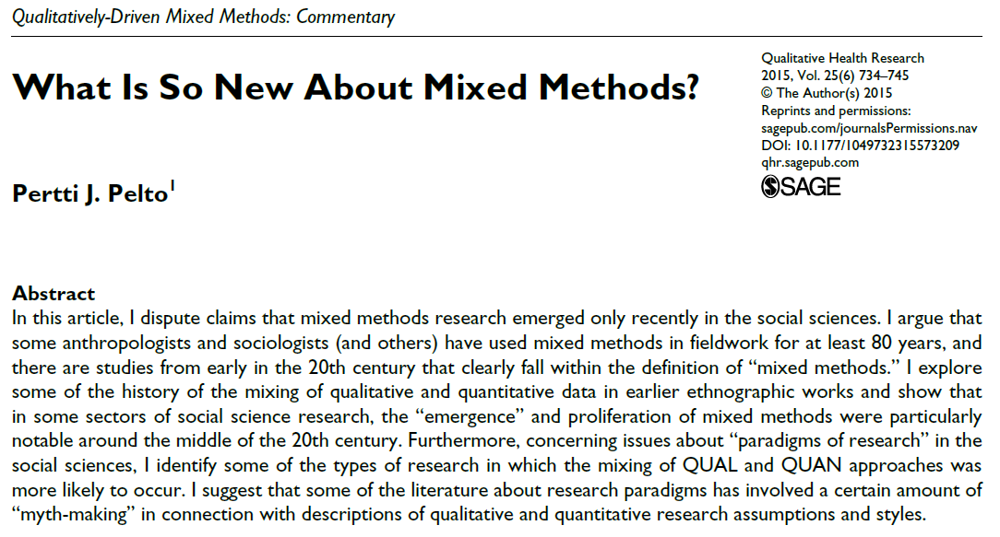 Qualitatively-Driven Mixed Methods: Commentary
What Is So New About Mixed Methods?
Pertti J. Pelto1
Qualitative Health Research
2015, Vol. 25(6) 734–745
© The Author(s) 2015
Reprints and permissions:
sagepub.com/journalsPermissions.nav
DOI: 10.1177/1049732315573209
qhr.sagepub.com
SAGE
Abstract
In this article, I dispute claims that mixed methods research emerged only recently in the social sciences. I argue that
some anthropologists and sociologists (and others) have used mixed methods in fieldwork for at least 80 years, and
there are studies from early in the 20th century that clearly fall within the definition of “mixed methods.” I explore
some of the history of the mixing of qualitative and quantitative data in earlier ethnographic works and show that
in some sectors of social science research, the “emergence” and proliferation of mixed methods were particularly
notable around the middle of the 20th century. Furthermore, concerning issues about “paradigms of research” in the
social sciences, I identify some of the types of research in which the mixing of QUAL and QUAN approaches was
more likely to occur. I suggest that some of the literature about research paradigms has involved a certain amount of
“myth-making” in connection with descriptions of qualitative and quantitative research assumptions and styles.